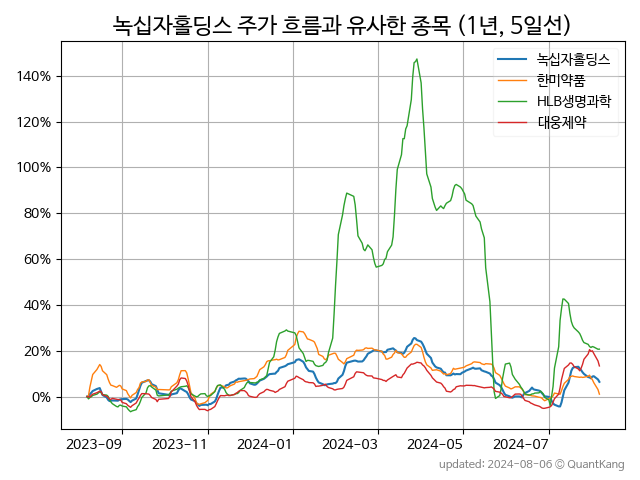 녹십자홀딩스 주가 흐름과 유사한 종목 (1년, 5일선)
녹십자홀딩스
한미약품
HLB생명과학
대웅제약
140%
120%
100%
80%
60%
40%
20%
0%
2023-09
2023-11
2024-01
2024-03
2024-05
2024-07
updated: 2024-08-06 © QuantKang